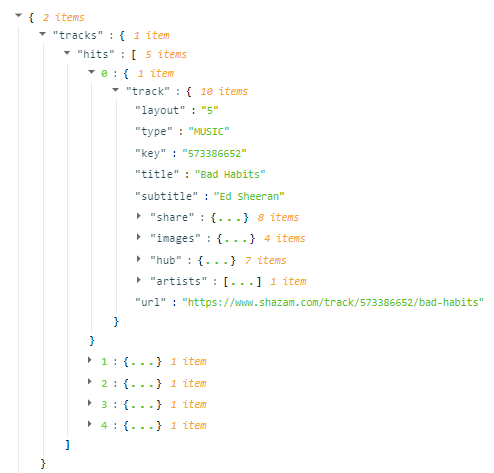 { 2 items
"tracks" : { 1 item
"hits" : [ 5 items
0 : { 1 item
"track" : { 10 items
"layout" : "5"
"type" : "MUSIC"
"key" : "573386652"
"title" : "Bad Habits"
"subtitle" : "Ed Sheeran"
"share" : {...} 8 items
"images" : {...} 4 items
"hub" : {...} 7 items
"artists" : [...] 1 item
"url" : "https://www.shazam.com/track/573386652/bad-habits"
}
}
1 : {...} 1 item
2 : {...} 1 item
3 : {...} 1 item
4 : {...} 1 item
]
}